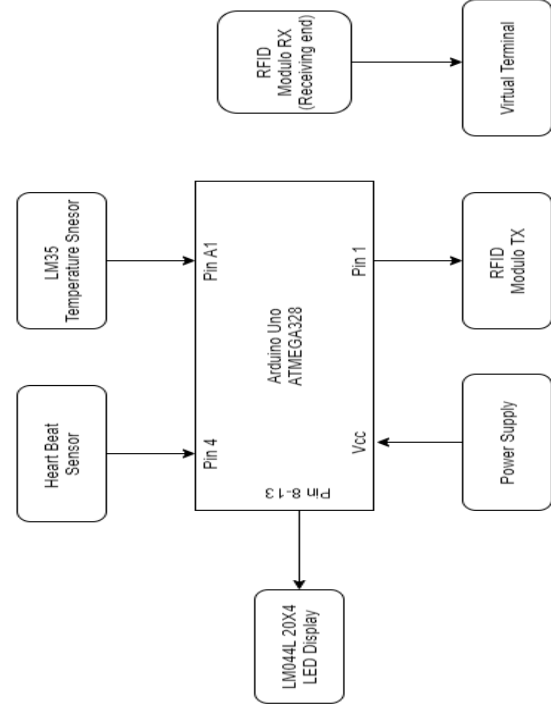 RFID
Modulo RX
(Receiving end)
Virtual Terminal
LM35
Temperature Snesor
Pin A1
Pin 1
RFID
Modulo TX
Arduino Uno
ATMEGA328
Heart Beat
Sensor
Pin 4
Vcc
Power Supply
Pin 8-13
LM044L 20X4
LED Display